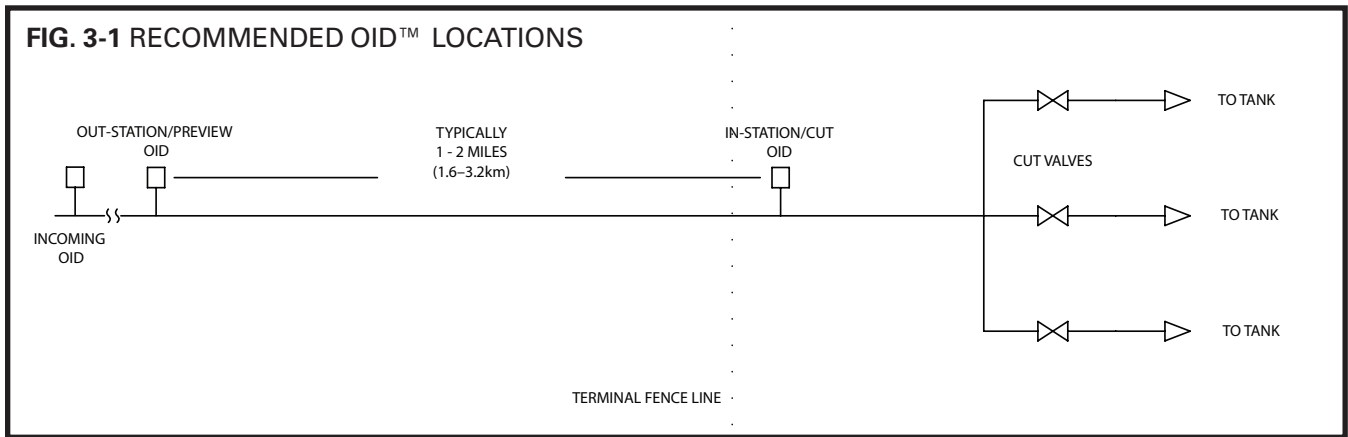 FIG. 3-1 RECOMMENDED OID™ LOCATIONS
OUT-STATION/PREVIEW
OID
TYPICALLY
1 - 2 MILES
(1.6–3.2km)
IN-STATION/CUT
OID
TO TANK
CUT VALVES
INCOMING
OID
TO TANK
TO TANK
TERMINAL FENCE LINE